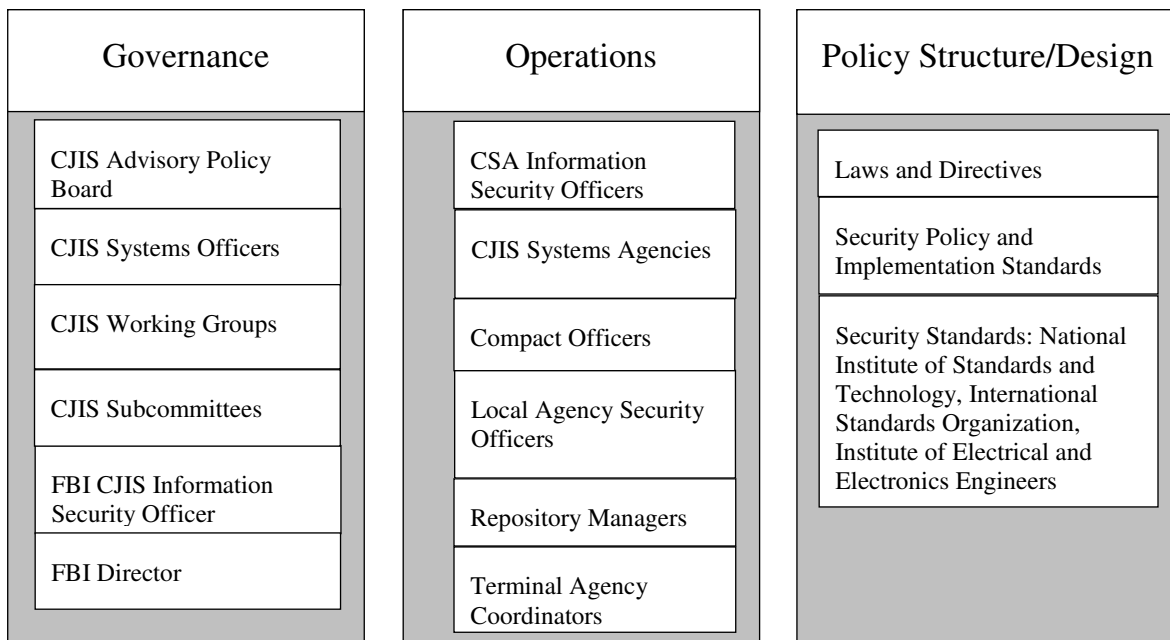 Governance
CJIS Advisory Policy
Board
CJIS Systems Officers
CJIS Working Groups
CJIS Subcommittees
FBI CJIS Information
Security Officer
FBI Director
Operations
CSA Information
Security Officers
CJIS Systems Agencies
Compact Officers
Local Agency Security
Officers
Repository Managers
Terminal Agency
Coordinators
Policy Structure/Design
Laws and Directives
Security Policy and
Implementation Standards
Security Standards: National
Institute of Standards and
Technology, International
Standards Organization,
Institute of Electrical and
Electronics Engineers